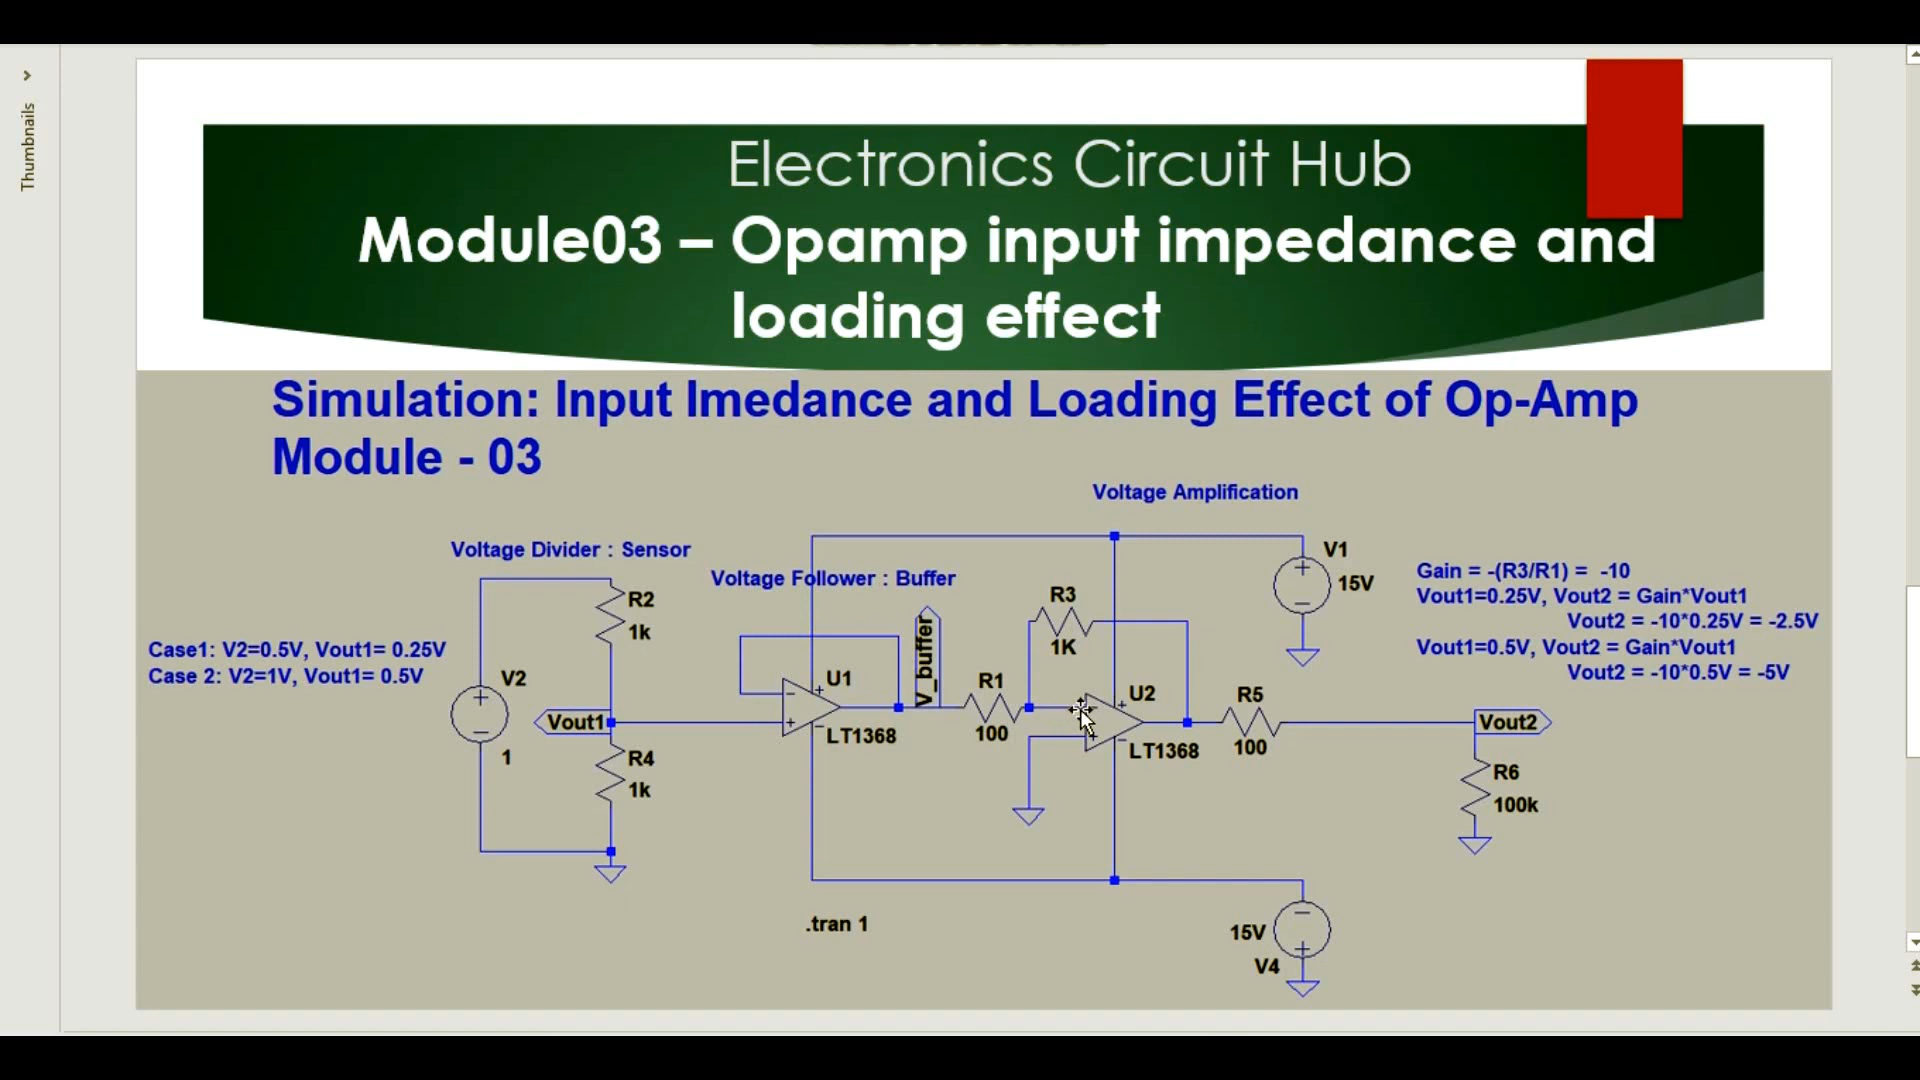 Thumbnails
Electronics Circuit Hub
Module03 – Opamp input impedance and
loading effect
Simulation: Input Imedance and Loading Effect of Op-Amp
Module - 03
Voltage Amplification
Voltage Divider : Sensor
Voltage Follower : Buffer
Case1: V2=0.5V, Vout1= 0.25V
Case 2: V2=1V, Vout1= 0.5V
V2
1
R2
1k
Vout1
R4
1k
U1
LT1368
V_buffer
R1
100
R3
1K
U2
LT1368
V1
15V
Gain = -(R3/R1) = -10
Vout1=0.25V, Vout2 = Gain*Vout1
Vout2 = -10*0.25V = -2.5V
Vout1=0.5V, Vout2 = Gain*Vout1
Vout2 = -10*0.5V = -5V
R5
100
Vout2
R6
100k
.tran 1
15V
V4